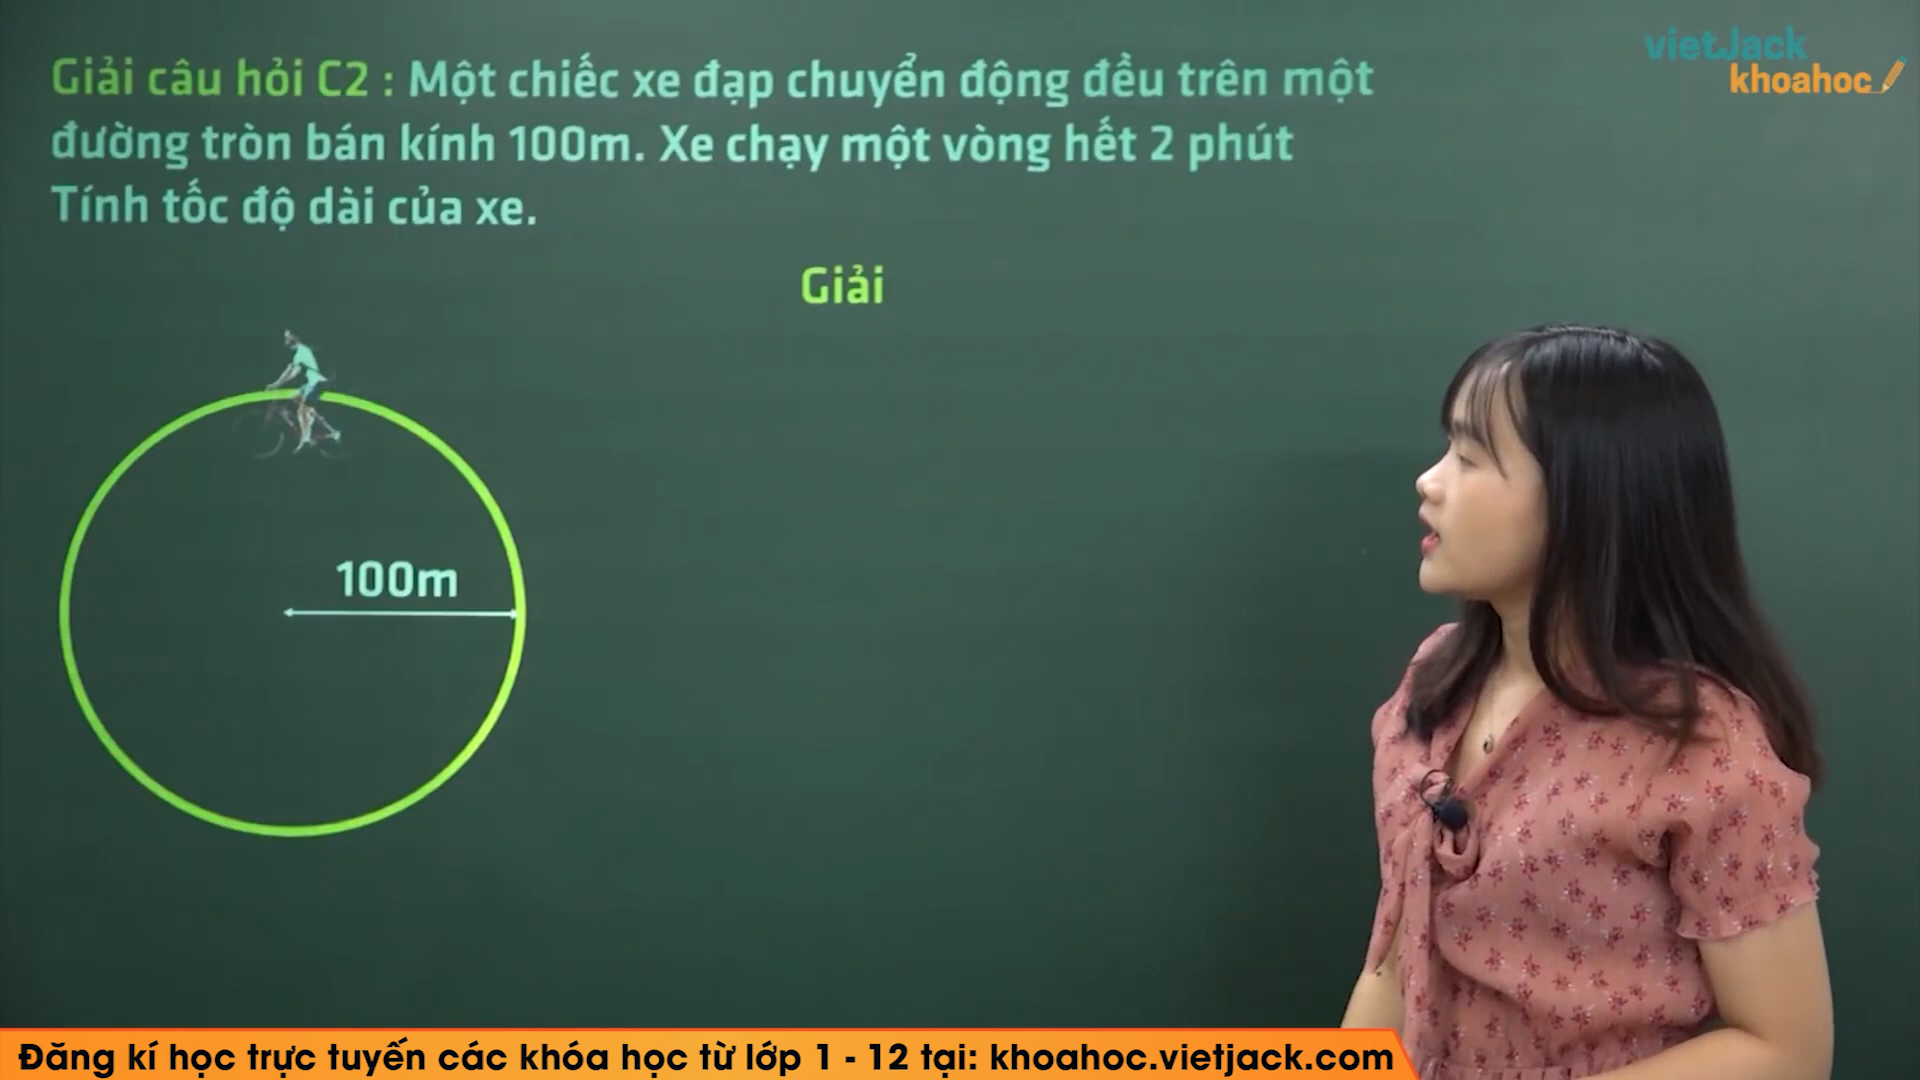 vietJack
khoahoc
Giải câu hỏi C2 : Một chiếc xe đạp chuyển động đều trên một
đường tròn bán kính 100m. Xe chạy một vòng hết 2 phút
Tính tốc độ dài của xe.
Giải
100m
Đăng kí học trực tuyến các khóa học từ lớp 1 - 12 tại: khoahoc.vietjack.com